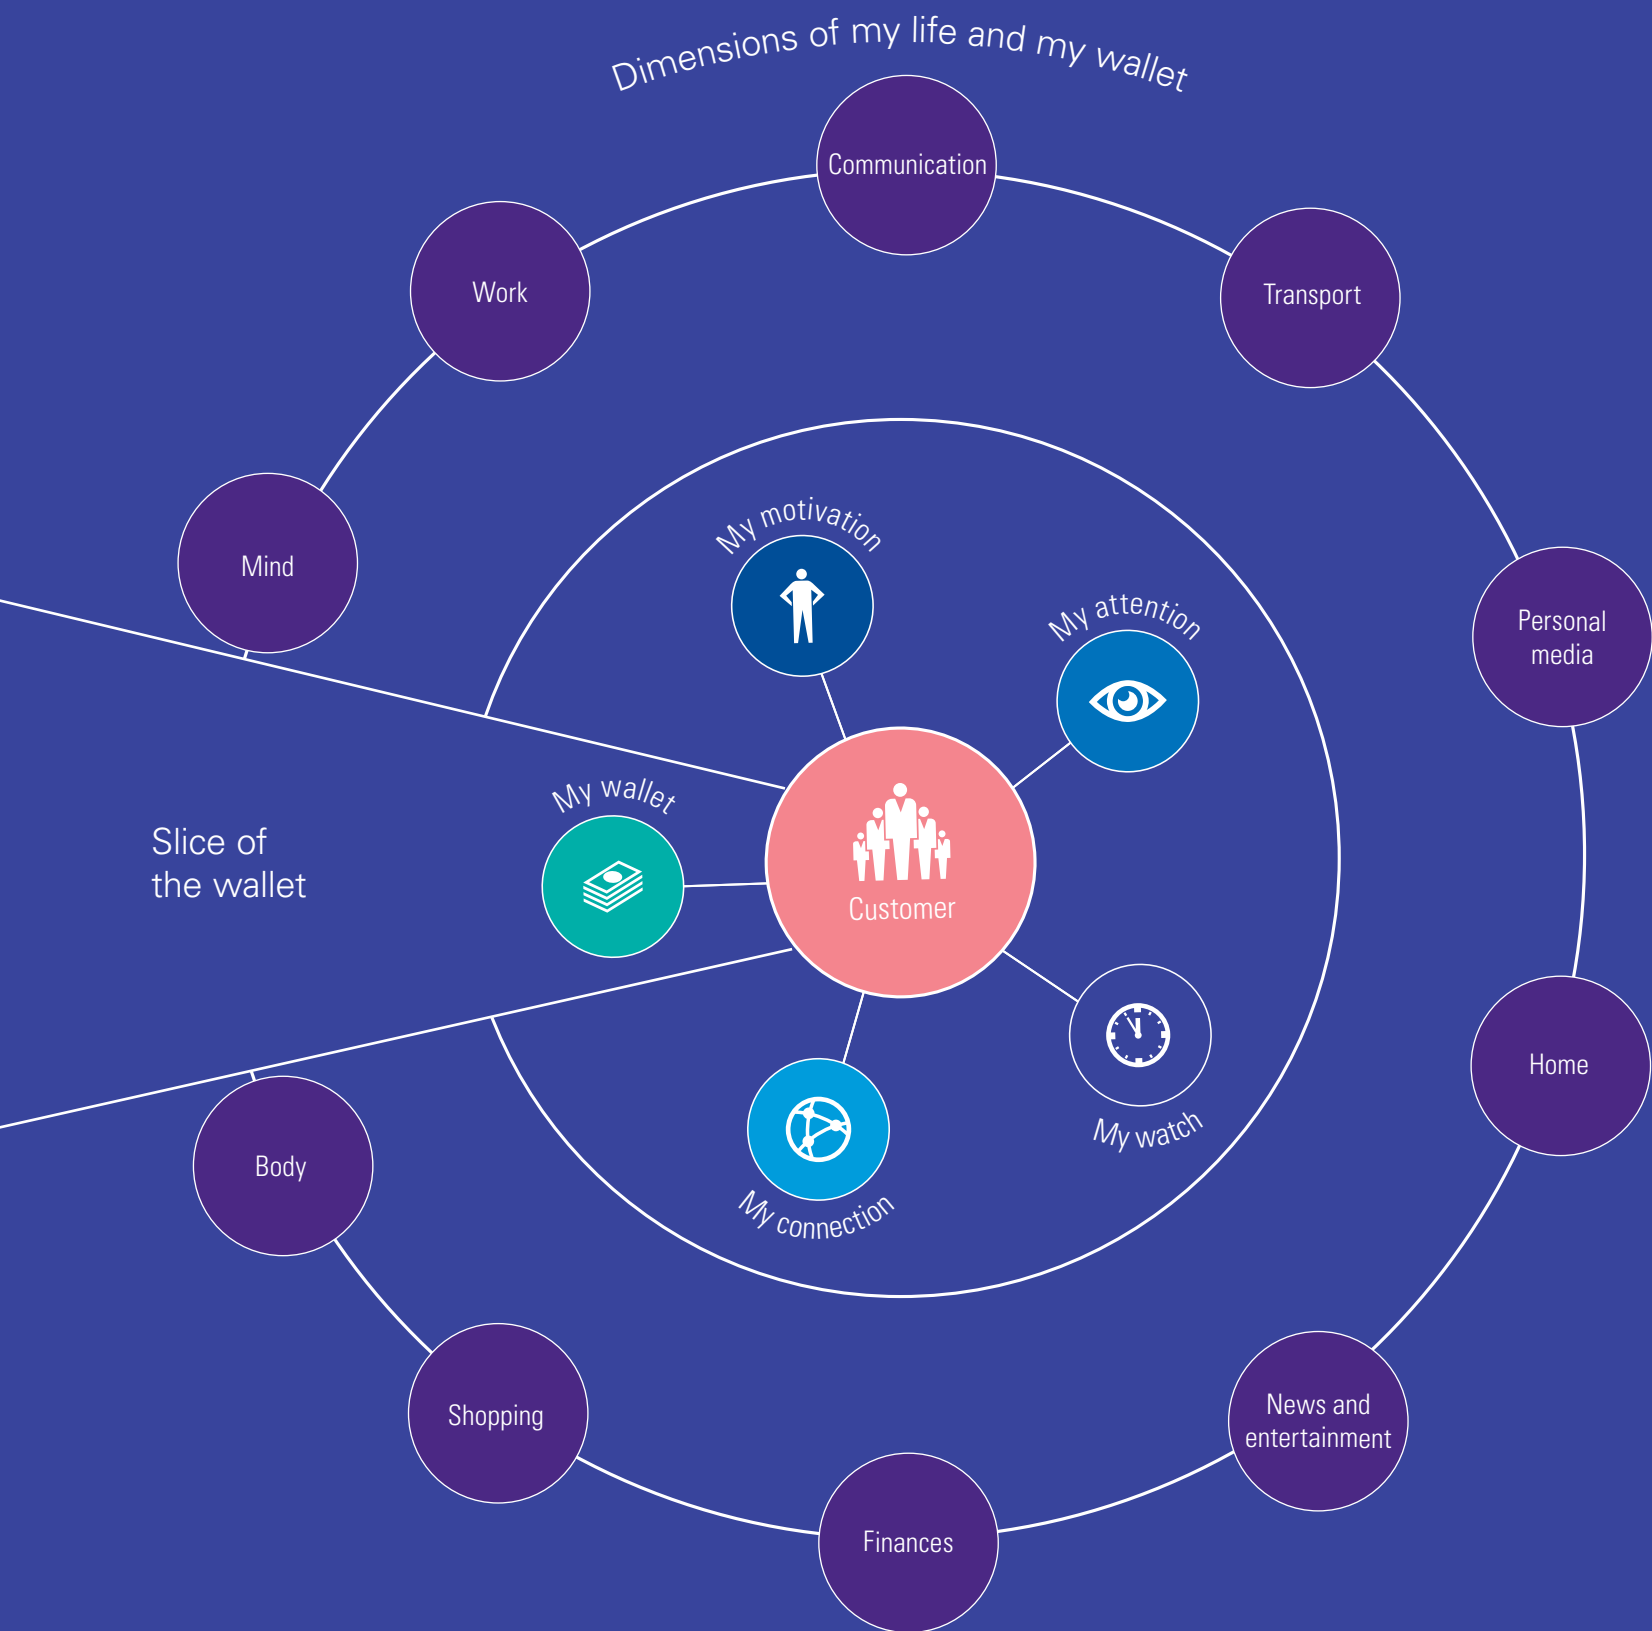 Dimensions of my life and my wallet
Communication
Work
Transport
Mind
My motivation
My attention
Personal
media
My wallet
Slice of
the wallet
Customer
Home
My watch
My connection
Body
Shopping
News and
entertainment
Finances